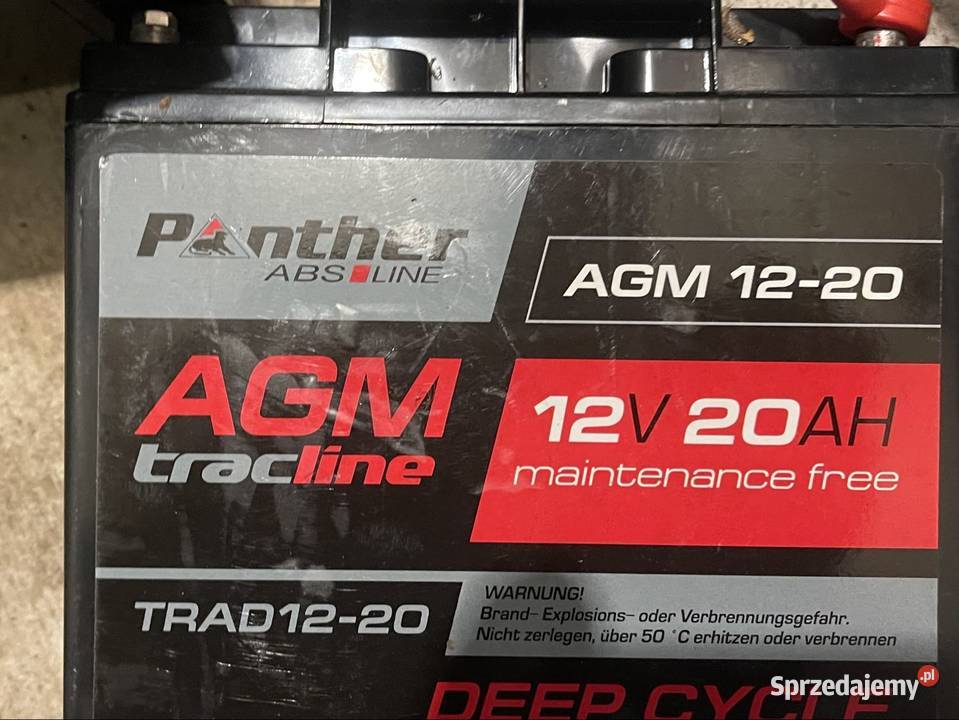 Panther
ABS LINE
AGM 12-20
AGM
tracline
12V 20AH
maintenance free
TRAD12-20
WARNUNG!
Brand- Explosions- oder Verbrennungsgefahr.
Nicht zerlegen, über 50 °C erhitzen oder verbrennen
DEEP CYCLE
Sprzedajemy.pl